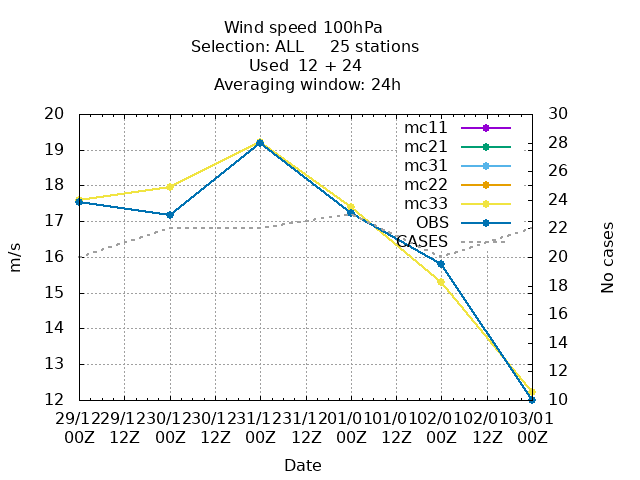 Wind speed 100hPa
Selection: ALL     25 stations
Used  12 + 24
Averaging window: 24h
20 30
19 28
18 26
17 24
16 22
15 20
14 18
13 16
12 14
12
10
mc11
mc21
mc31
mc22
mc33
OBS
CASES
m/s
No cases
29/12 29/12 30/12 30/12 31/12 31/12 01/01 01/01 02/01 02/01 03/01
00Z 12Z 00Z 12Z 00Z 12Z 00Z 12Z 00Z 12Z 00Z
Date